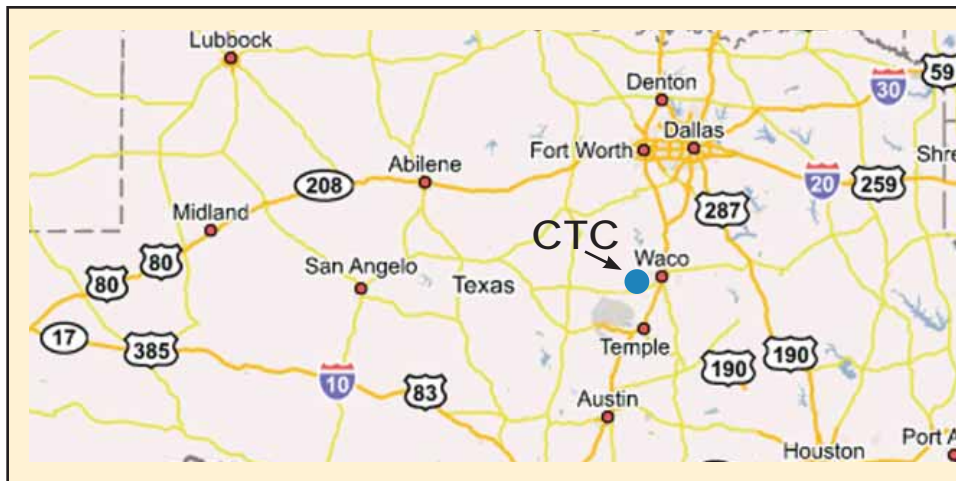 Lubbock
Denton
30
59
Fort Worth
Dallas
Abilene
Shre
208
20
259
Midland
287
CTC
80
80
San Angelo
Texas
Waco
17
385
Temple
10
83
190
190
Austin
Houston
Port A